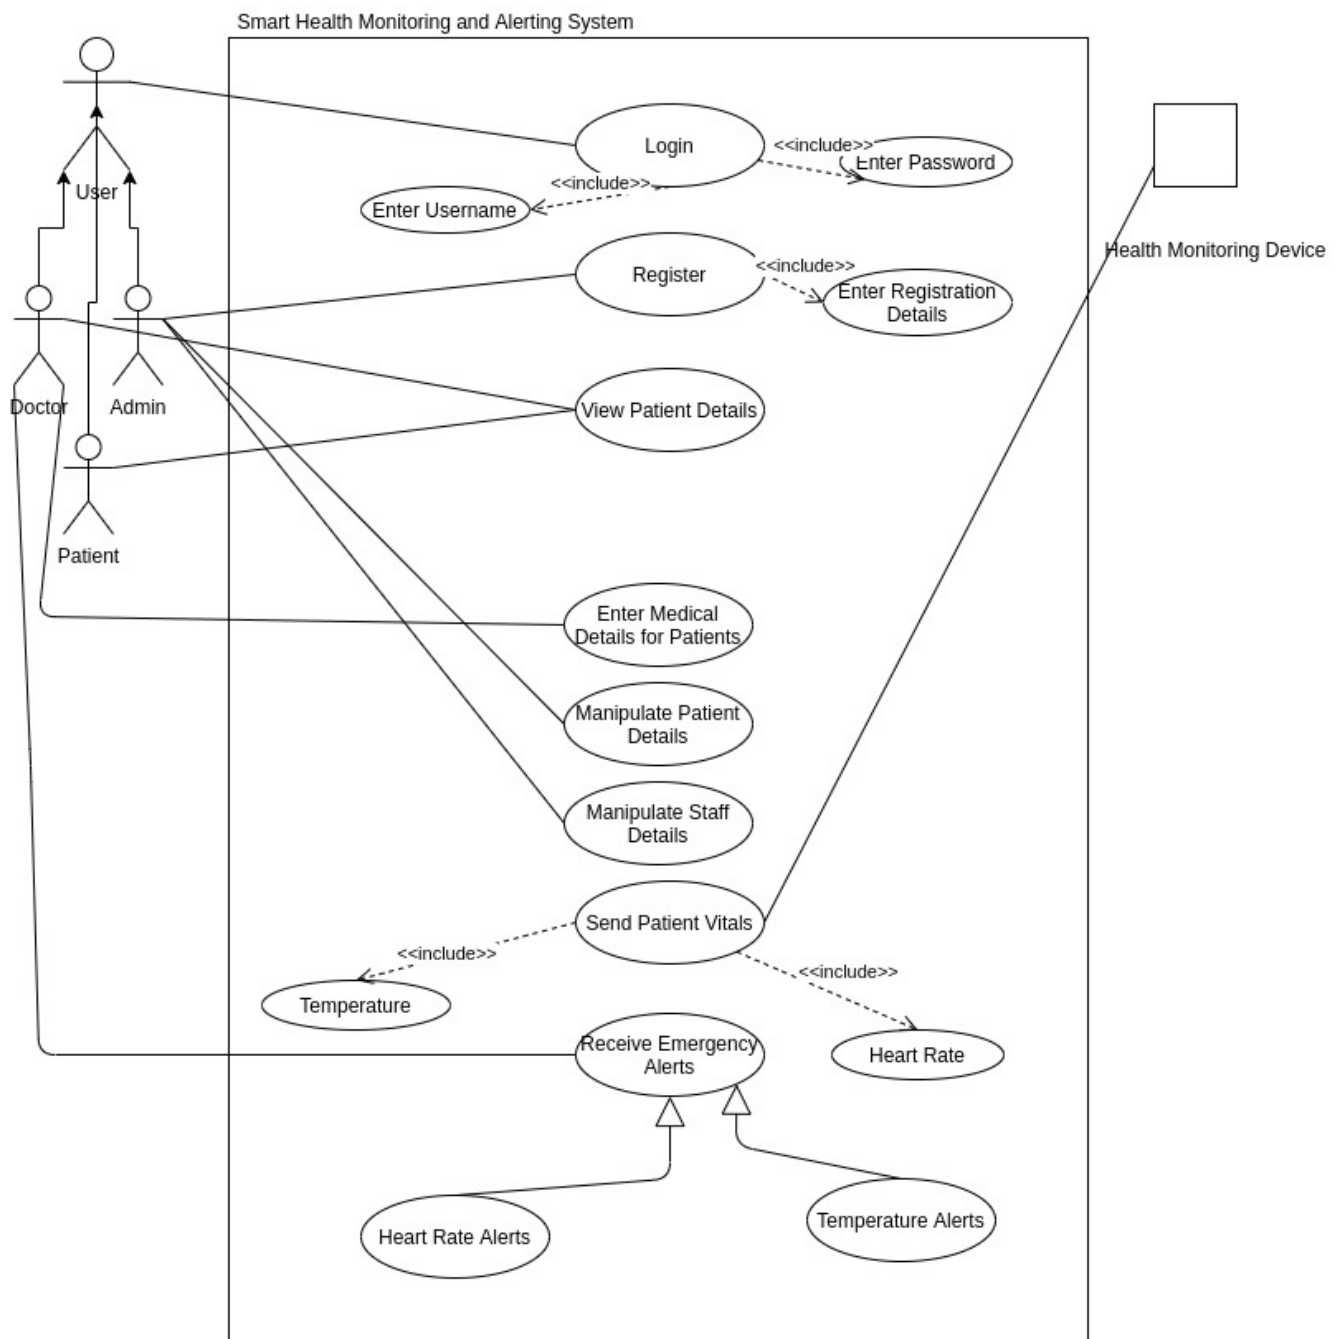 Smart Health Monitoring and Alerting System
Login
<<include>>
Enter Password
<<include>>
User
Enter Username
Health Monitoring Device
Register
<<include>>
Enter Registration
Details
Doctor
Admin
View Patient Details
Patient
Enter Medical
Details for Patients
Manipulate Patient
Details
Manipulate Staff
Details
Send Patient Vitals
<<include>>
<<include>>
Temperature
Receive Emergency
Alerts
Heart Rate
Heart Rate Alerts
Temperature Alerts